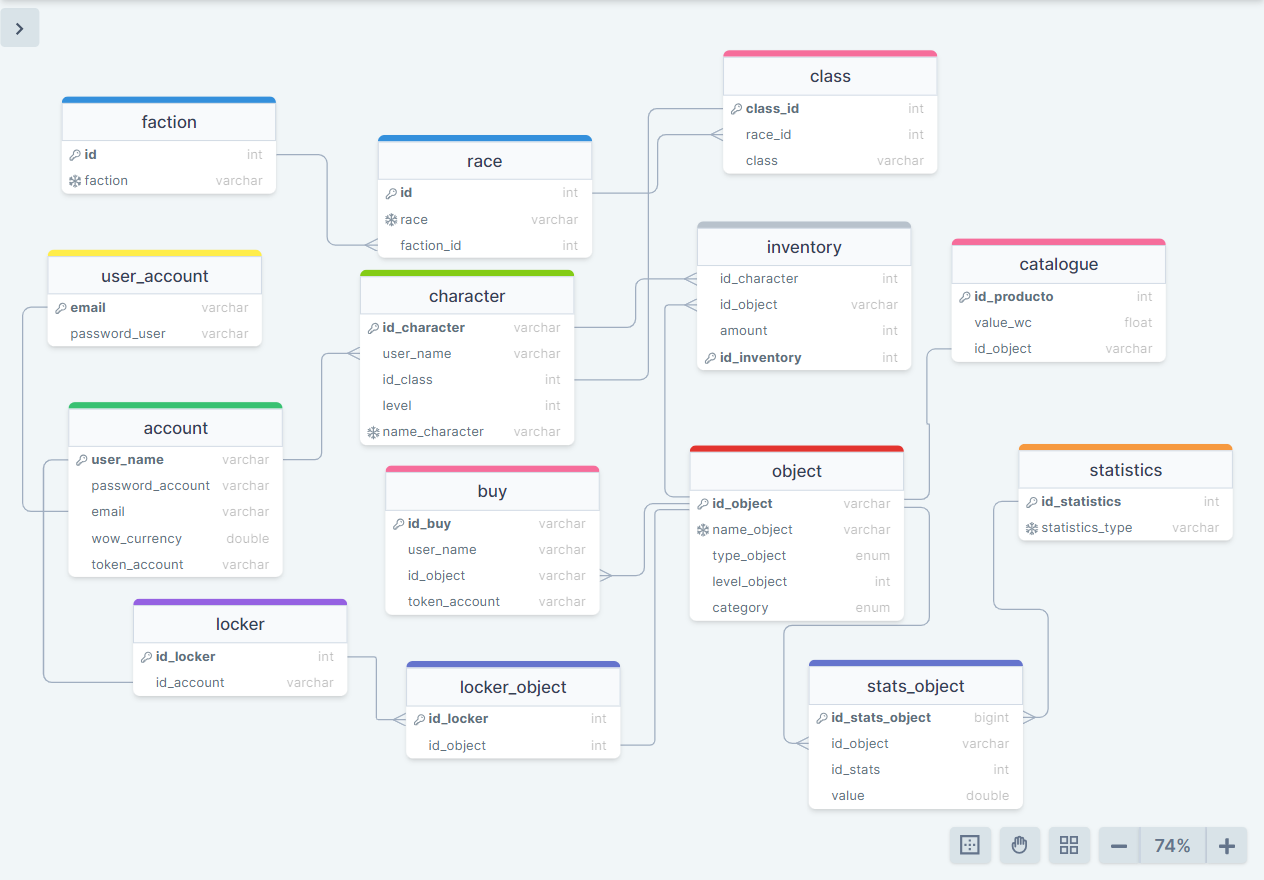 class
class_id int
race_id int
class varchar
faction
id int
faction varchar
race
id int
race varchar
faction_id int
inventory
id_character int
id_object varchar
amount int
id_inventory int
catalogue
id_producto int
value_wc float
id_object varchar
user_account
email varchar
password_user varchar
character
id_character varchar
user_name varchar
id_class int
level int
name_character varchar
account
user_name varchar
password_account varchar
email varchar
wow_currency double
token_account varchar
buy
id_buy varchar
user_name varchar
id_object varchar
token_account varchar
object
id_object varchar
name_object varchar
type_object enum
level_object int
category enum
statistics
id_statistics int
statistics_type varchar
locker
id_locker int
id_account varchar
locker_object
id_locker int
id_object int
stats_object
id_stats_object bigint
id_object varchar
id_stats int
value double
74%